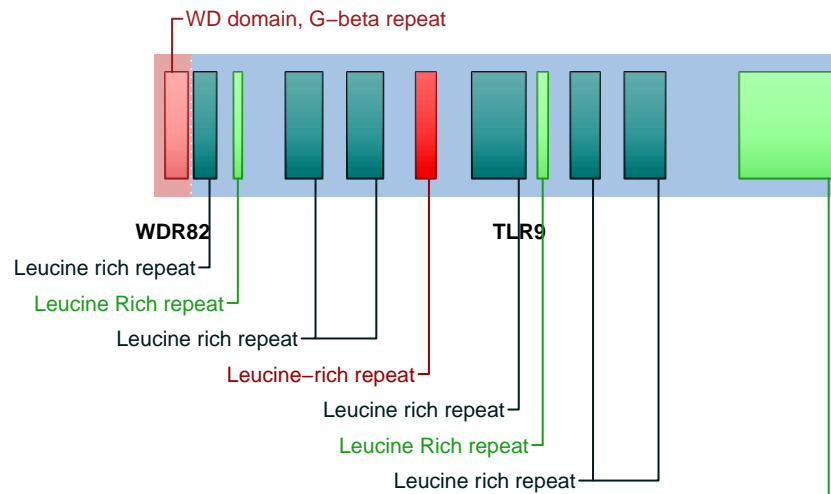 WD domain, G−beta repeat
WDR82
TLR9
Leucine rich repeat
Leucine Rich repeat
Leucine rich repeat
Leucine−rich repeat
Leucine rich repeat
Leucine Rich repeat
Leucine rich repeat